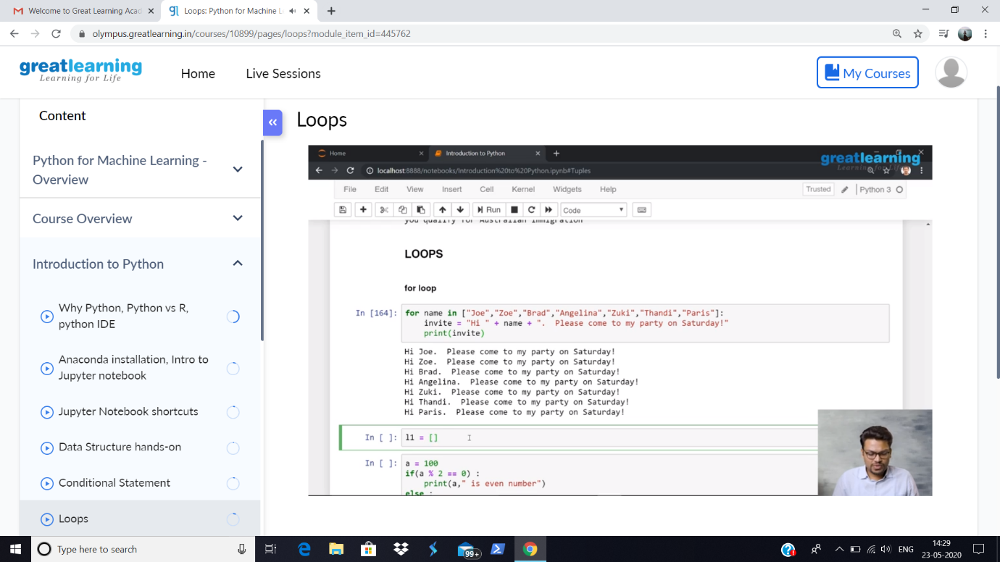 Welcome to Great Learning Acad
Loops: Python for Machine L
olympus.greatlearning.in/courses/10899/pages/loops?module_item_id=445762
greatlearning
Learning for Life
Home
Live Sessions
My Courses
Content
Python for Machine Learning -
Overview
Course Overview
Introduction to Python
Why Python, Python vs R,
python IDE
Anaconda installation, Intro to
Jupyter notebook
Jupyter Notebook shortcuts
Data Structure hands-on
Conditional Statement
Loops
Loops
Home
Introduction to Python
greatlearning
Learning for Life
localhost:8888/notebooks/Introduction%20to%20Python.ipynb#Tuples
File Edit View Insert Cell Kernel Widgets Help
Trusted
Python 3
Run
Code
you qualify for Australian immigration
LOOPS
for loop
In [164]: for name in ["Joe","Zoe","Brad","Angelina","Zuki","Thandi","Paris"]:
invite = "Hi " + name + ".  Please come to my party on Saturday!"
print(invite)
Hi Joe.  Please come to my party on Saturday!
Hi Zoe.  Please come to my party on Saturday!
Hi Brad.  Please come to my party on Saturday!
Hi Angelina.  Please come to my party on Saturday!
Hi Zuki.  Please come to my party on Saturday!
Hi Thandi.  Please come to my party on Saturday!
Hi Paris.  Please come to my party on Saturday!
In [ ]: l1 = []
In [ ]: a = 100
if(a % 2 == 0) :
print(a," is even number")
else :
Type here to search
99+
ENG
14:29
23-05-2020